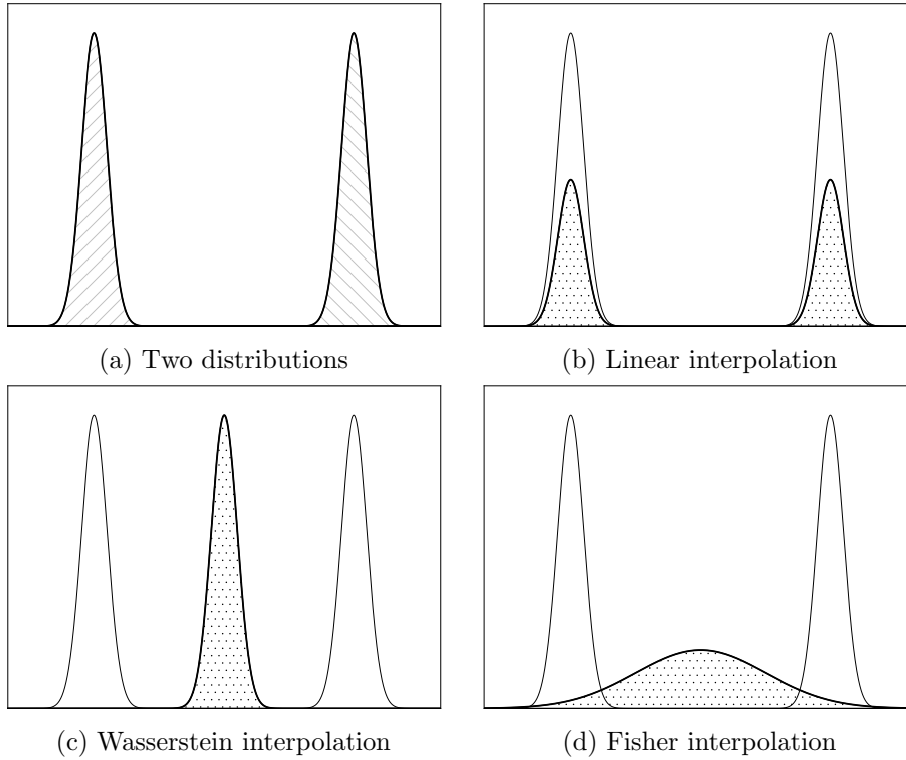 (a) Two distributions
(b) Linear interpolation
(c) Wasserstein interpolation
(d) Fisher interpolation